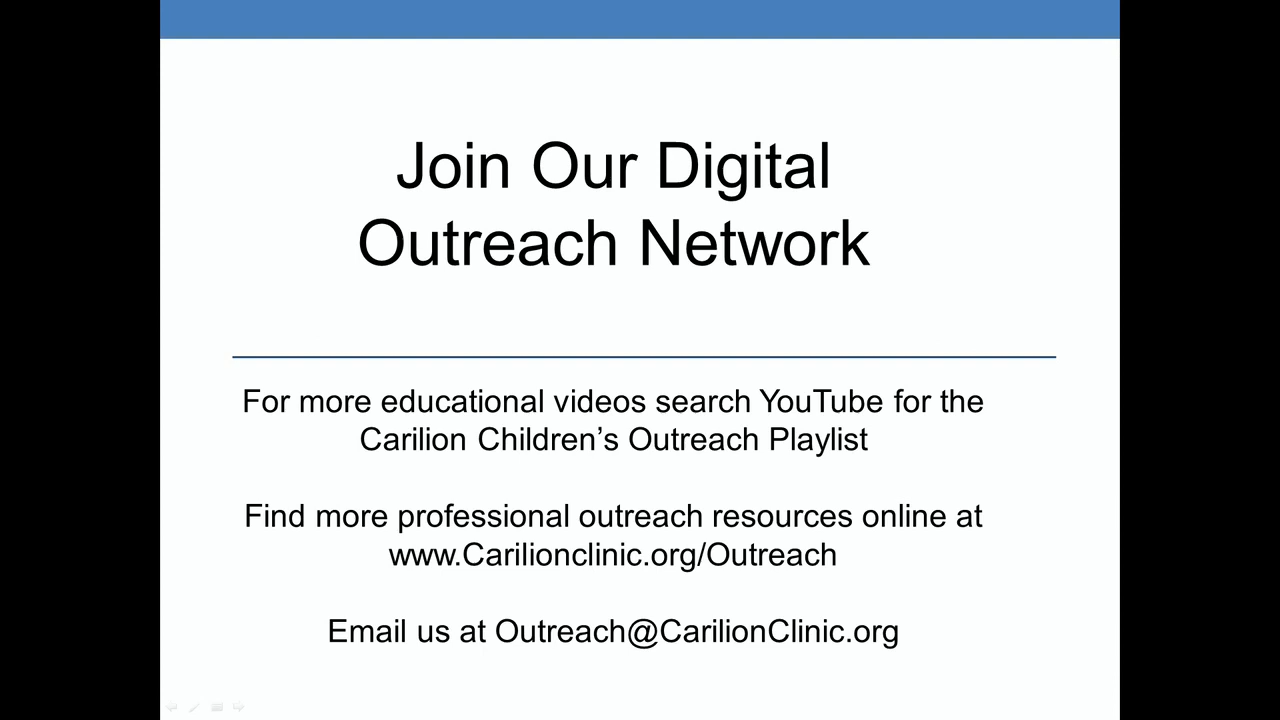 Join Our Digital
Outreach Network
For more educational videos search YouTube for the
Carilion Children’s Outreach Playlist
Find more professional outreach resources online at
www.Carilionclinic.org/Outreach
Email us at Outreach@CarilionClinic.org